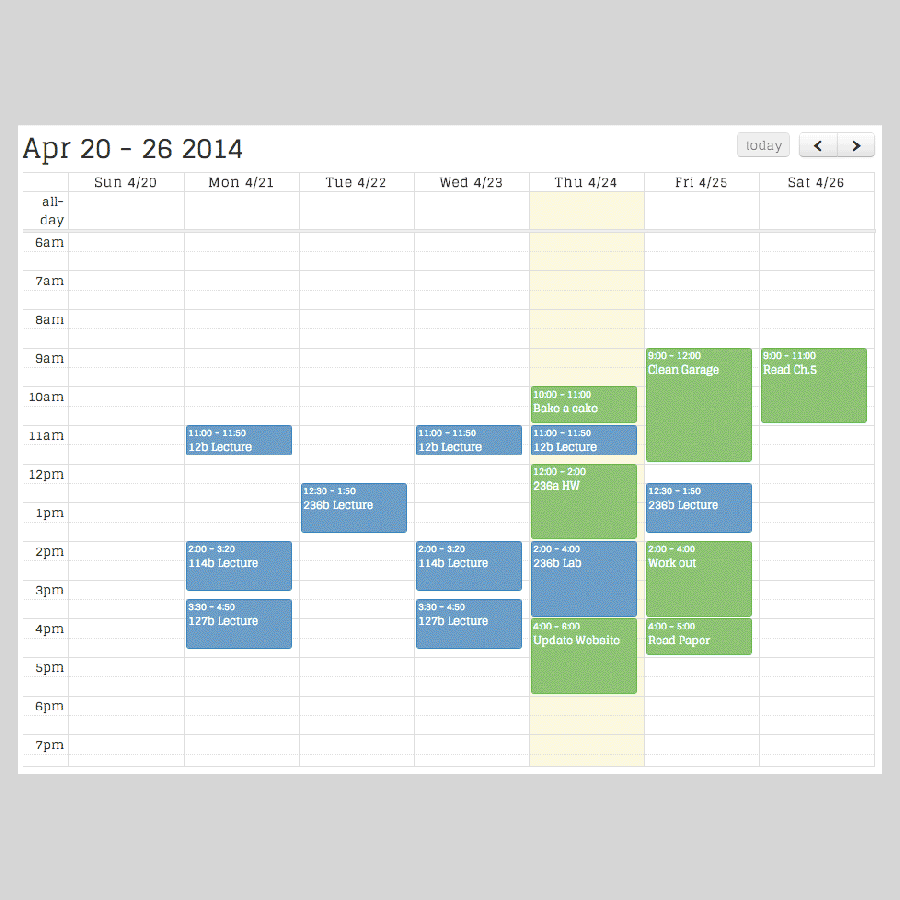 Apr 20 - 26 2014
today
Sun 4/20 Mon 4/21 Tue 4/22 Wed 4/23 Thu 4/24 Fri 4/25 Sat 4/26
all-
day
6am
7am
8am
9am
9:00 - 12:00
Clean Garage
9:00 - 11:00
Read Ch.5
10am
10:00 - 11:00
Bake a cake
11am
11:00 - 11:50
12b Lecture
11:00 - 11:50
12b Lecture
11:00 - 11:50
12b Lecture
12pm
12:00 - 2:00
236a HW
12:30 - 1:50
236b Lecture
12:30 - 1:50
236b Lecture
1pm
2pm
2:00 - 3:20
114b Lecture
2:00 - 3:20
114b Lecture
2:00 - 4:00
236b Lab
2:00 - 4:00
Work out
3pm
3:30 - 4:50
127b Lecture
3:30 - 4:50
127b Lecture
4pm
4:00 - 6:00
Update Website
4:00 - 5:00
Read Paper
5pm
6pm
7pm